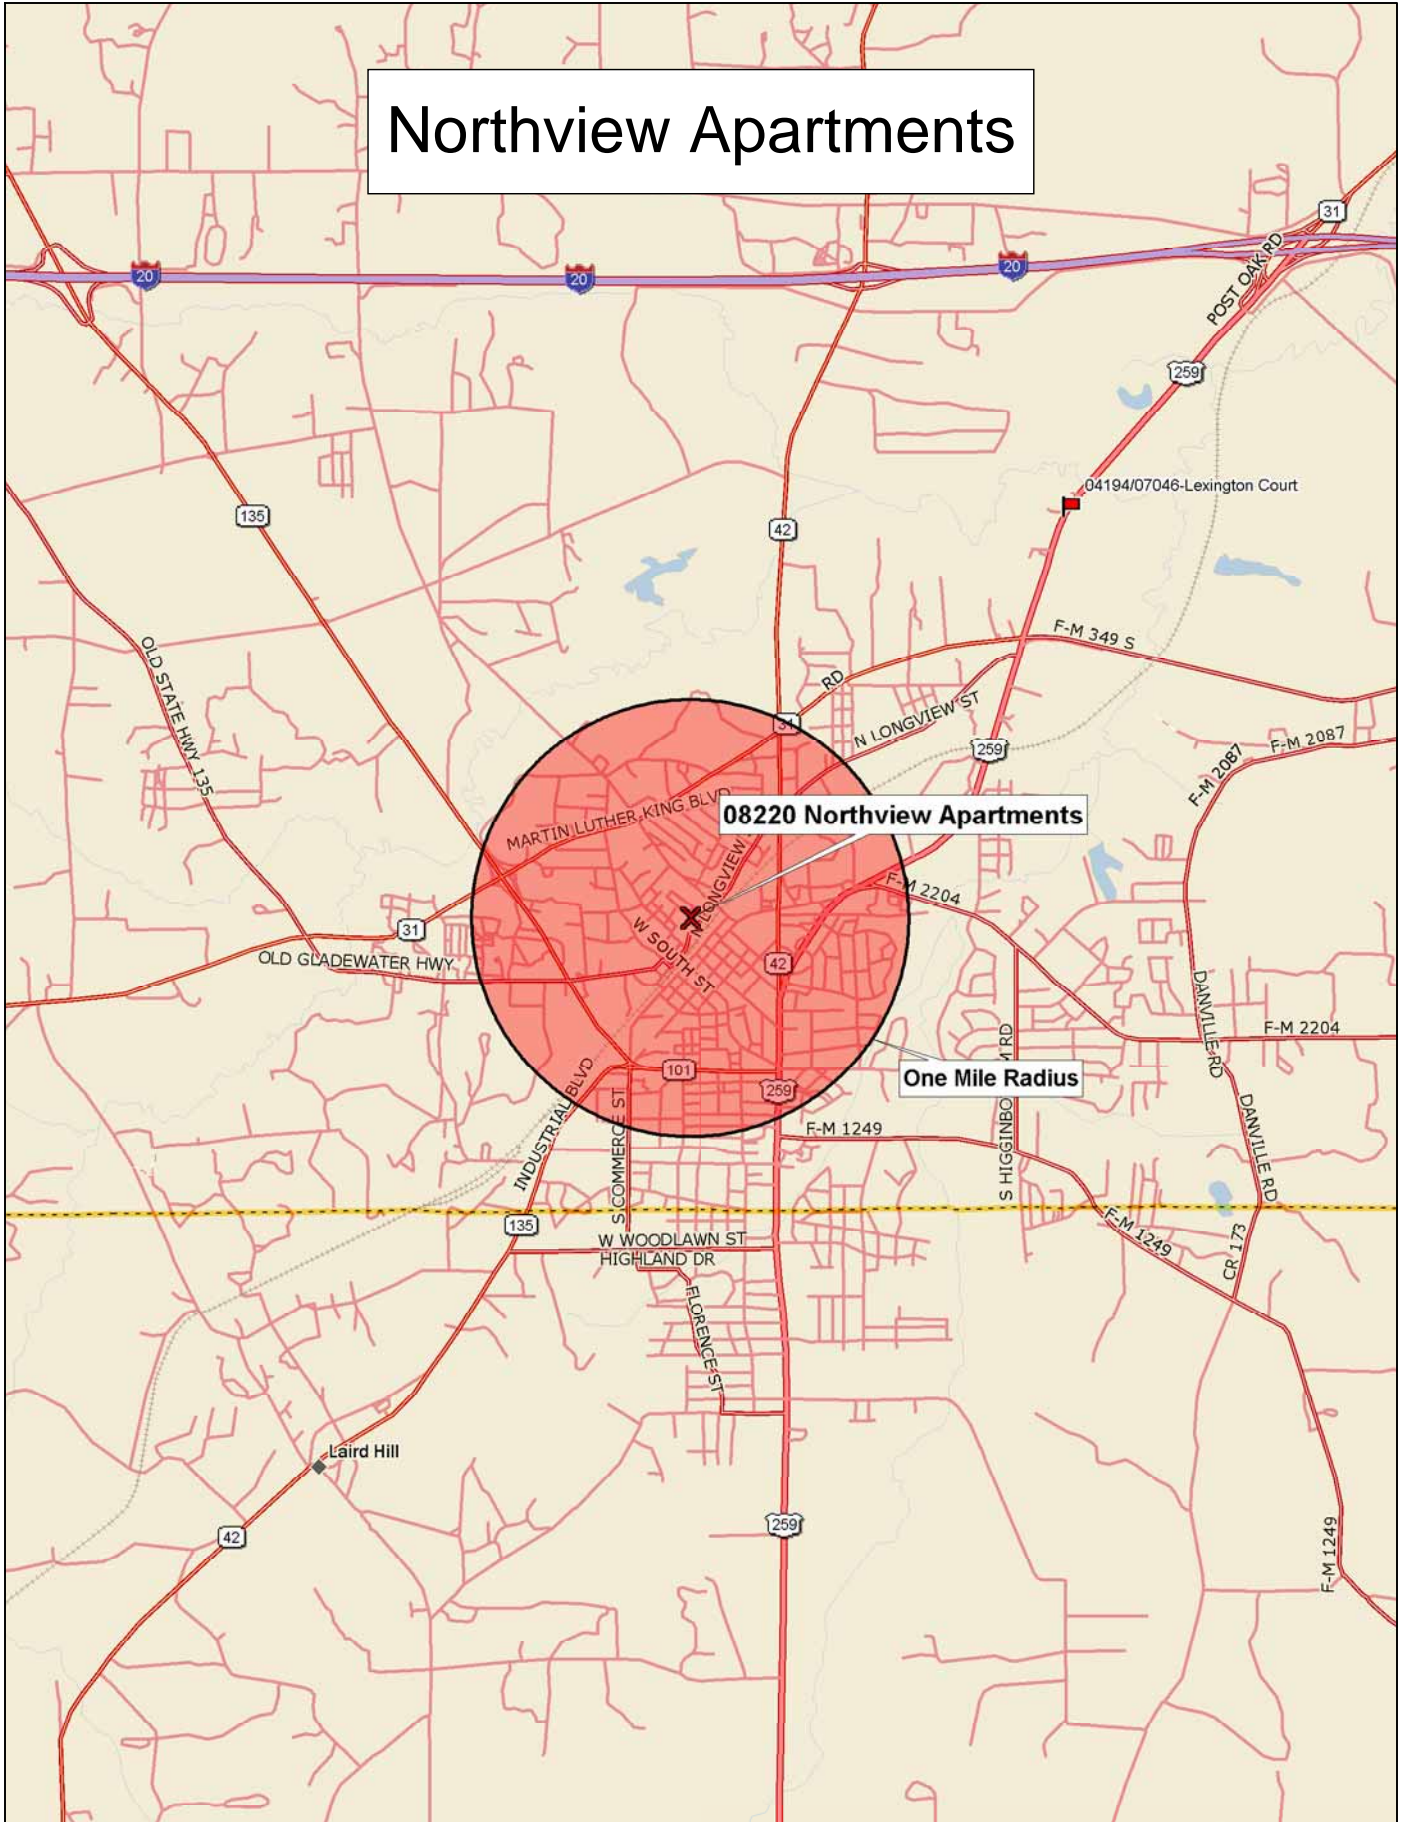 Northview Apartments
31
20
20
20
POST OAK RD
259
04194/07046-Lexington Court
135
42
F-M 349 S
OLD STATE HWY 135
RD
31
N LONGVIEW ST
259
F-M 2087
F-M 2087
MARTIN LUTHER KING BLVD
08220 Northview Apartments
N LONGVIEW
F-M 2204
31
W SOUTH ST
42
OLD GLADEWATER HWY
DANVILLE RD
F-M 2204
101
259
One Mile Radius
INDUSTRIAL BLVD
S COMMERCE ST
F-M 1249
S HIGGINBO M RD
DANVILLE RD
135
W WOODLAWN ST
HIGHLAND DR
F-M 1249
CR 173
FLORENCE ST
Laird Hill
42
259
F-M 1249